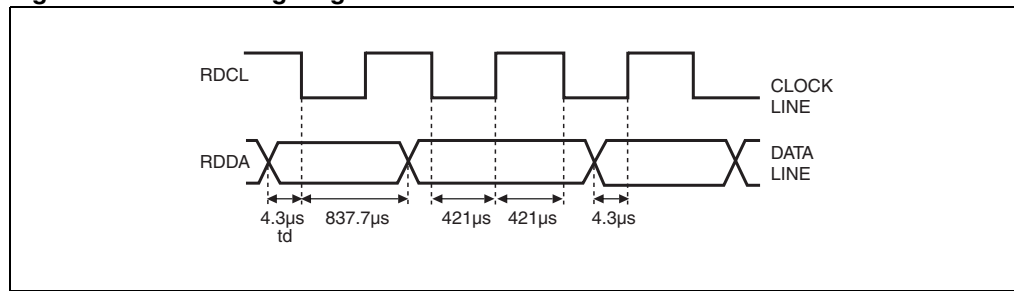 RDCL
CLOCK
LINE
RDDA
DATA
LINE
4.3µs
td
837.7µs
421µs
421µs
4.3µs